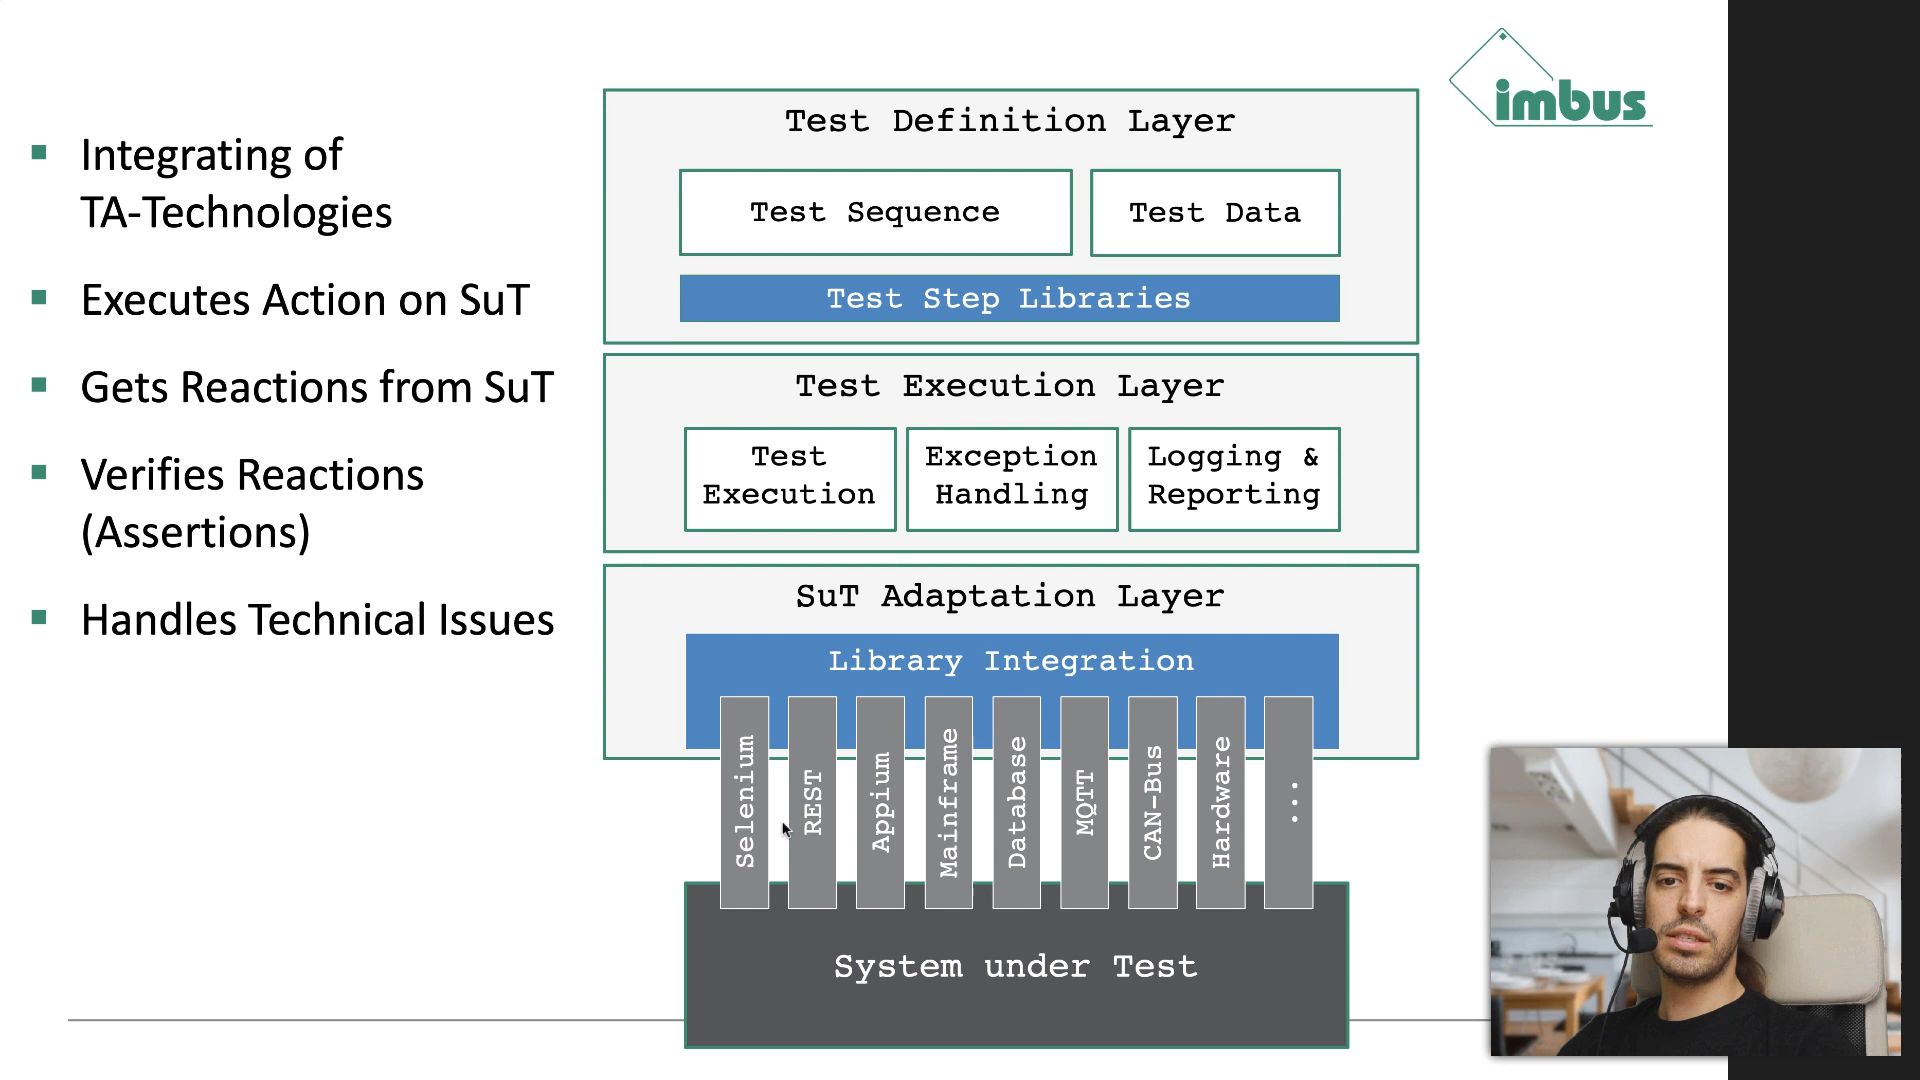 imbus
Integrating of
TA-Technologies
Executes Action on SuT
Gets Reactions from SuT
Verifies Reactions
(Assertions)
Handles Technical Issues
Test Definition Layer
Test Sequence
Test Data
Test Step Libraries
Test Execution Layer
Test
Execution
Exception
Handling
Logging &
Reporting
SuT Adaptation Layer
Library Integration
Selenium
REST
Appium
Mainframe
Database
MQTT
CAN-Bus
Hardware
...
System under Test